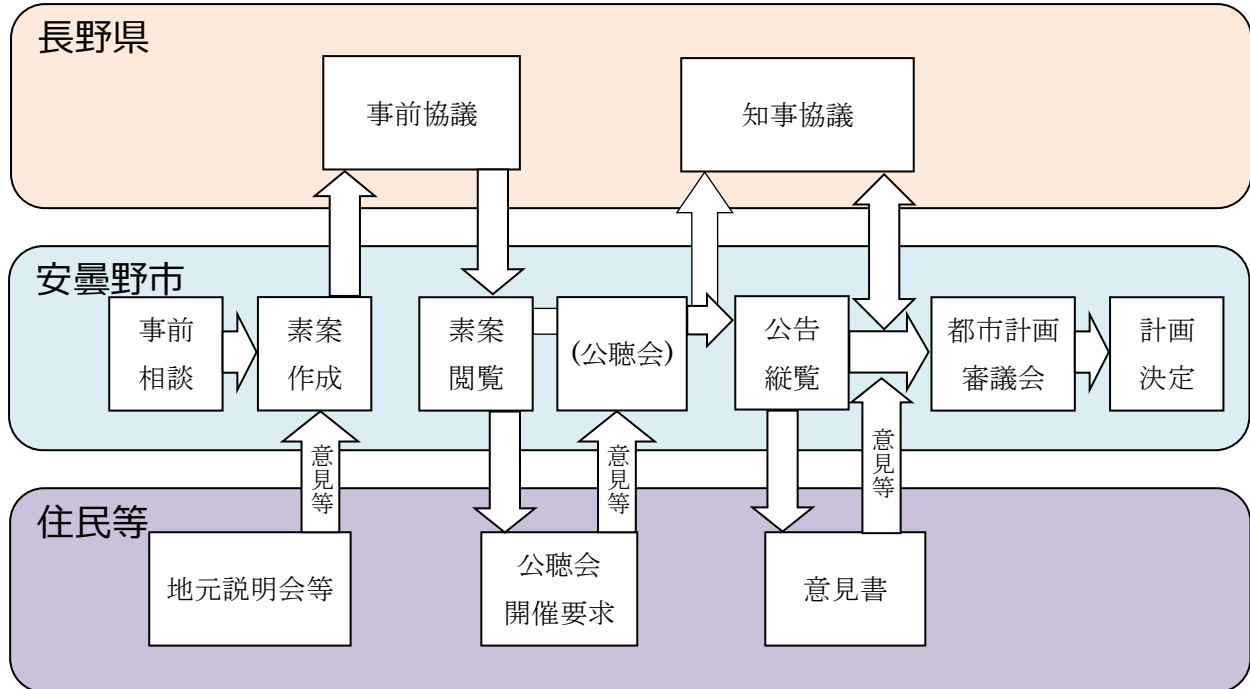 長野県
事前協議
知事協議
安曇野市
事前
相談
素案
作成
素案
閲覧
(公聴会)
公告
縦覧
都市計画
審議会
計画
決定
意見等
意見等
意見等
住民等
地元説明会等
公聴会
開催要求
意見書